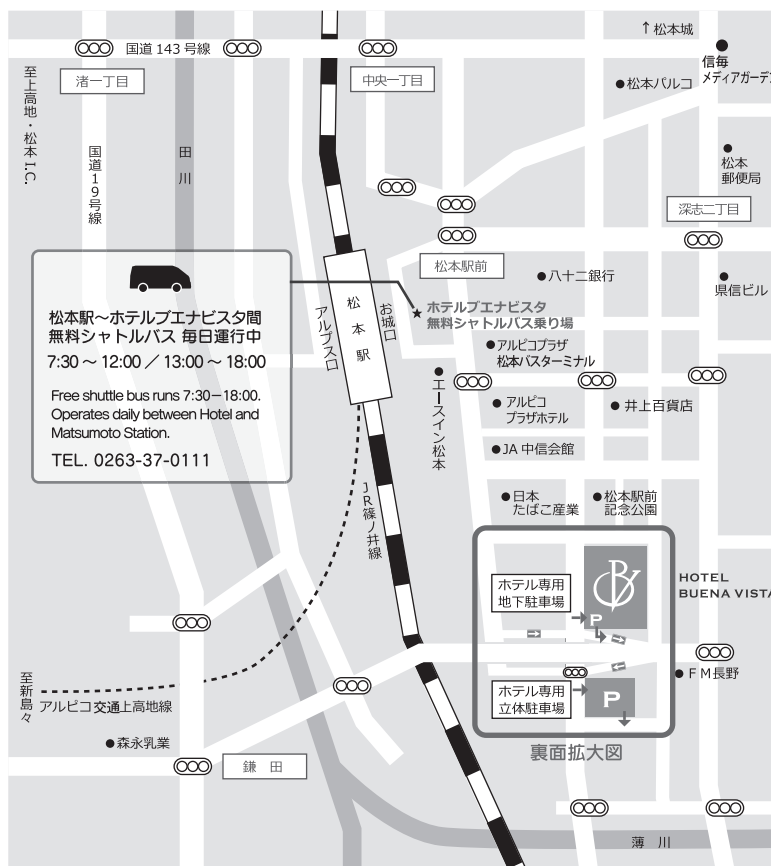 国道143号線
↑松本城
信毎
メディアガーデン
至上高地・松本I.C.
渚一丁目
中央一丁目
●松本パルコ
国道19号線
田川
松本
郵便局
深志二丁目
松本駅前
●八十二銀行
県信ビル
松本駅～ホテルブエナビスタ間
無料シャトルバス 毎日運行中
7:30～12:00／13:00～18:00
Free shuttle bus runs 7:30−18:00.
Operates daily between Hotel and
Matsumoto Station.
TEL. 0263-37-0111
アルプスロ
松本駅
お城口
★ホテルブエナビスタ
無料シャトルバス乗り場
●アルピコプラザ
松本バスターミナル
エースイン松本
●アルピコ
プラザホテル
●井上百貨店
●JA中信会館
JR篠ノ井線
●日本
たばこ産業
●松本駅前
記念公園
BV
HOTEL
BUENA VISTA
ホテル専用
地下駐車場
P
●FM長野
ホテル専用
立体駐車場
P
裏面拡大図
至新島々
アルピコ交通上高地線
●森永乳業
鎌田
薄川